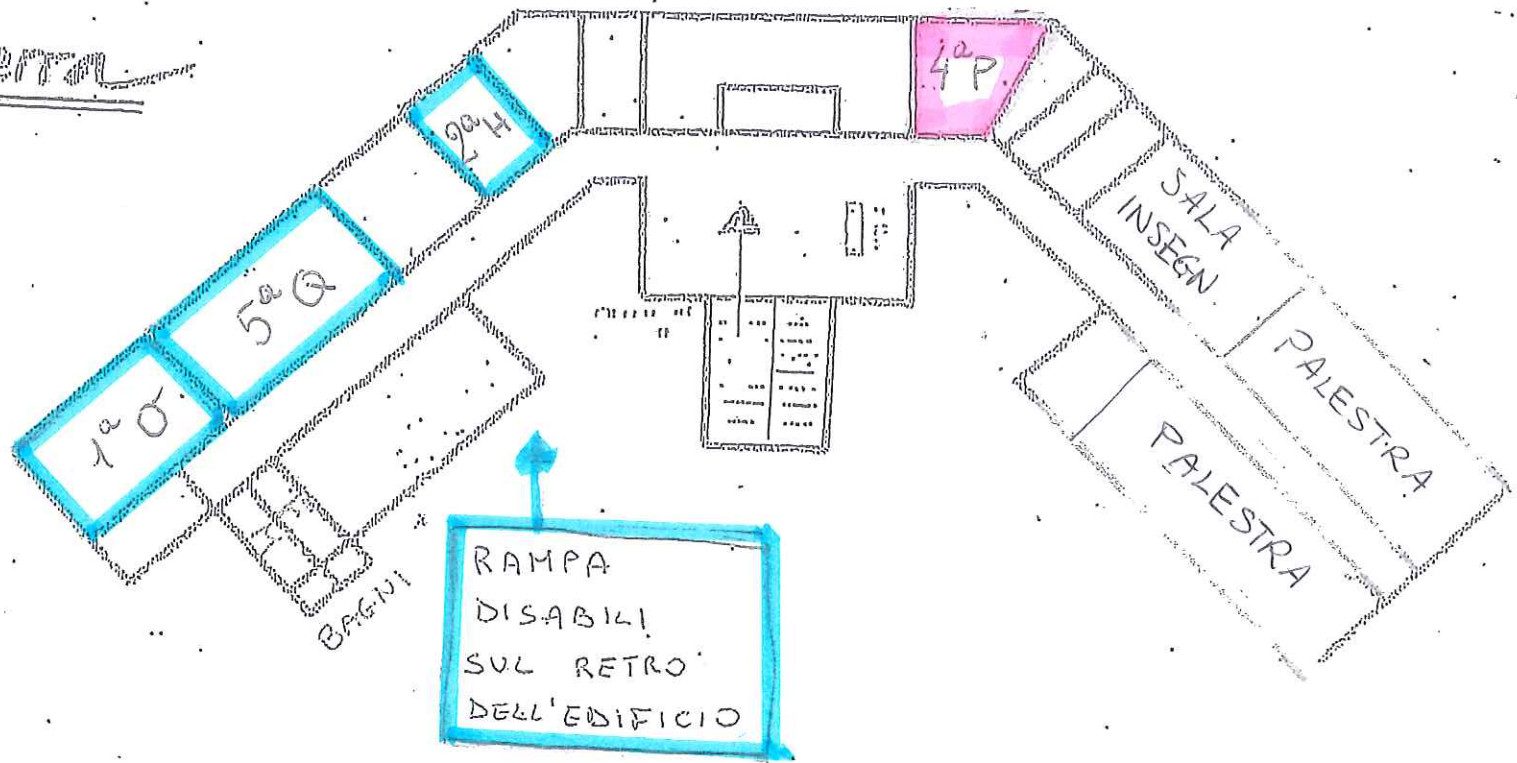 2ª H
5ª Q
1ª O
4ª P
SALA
INSEGN.
PALESTRA
PALESTRA
BAGNI
RAMPA
DISABILI
SUL RETRO
DELL'EDIFICIO